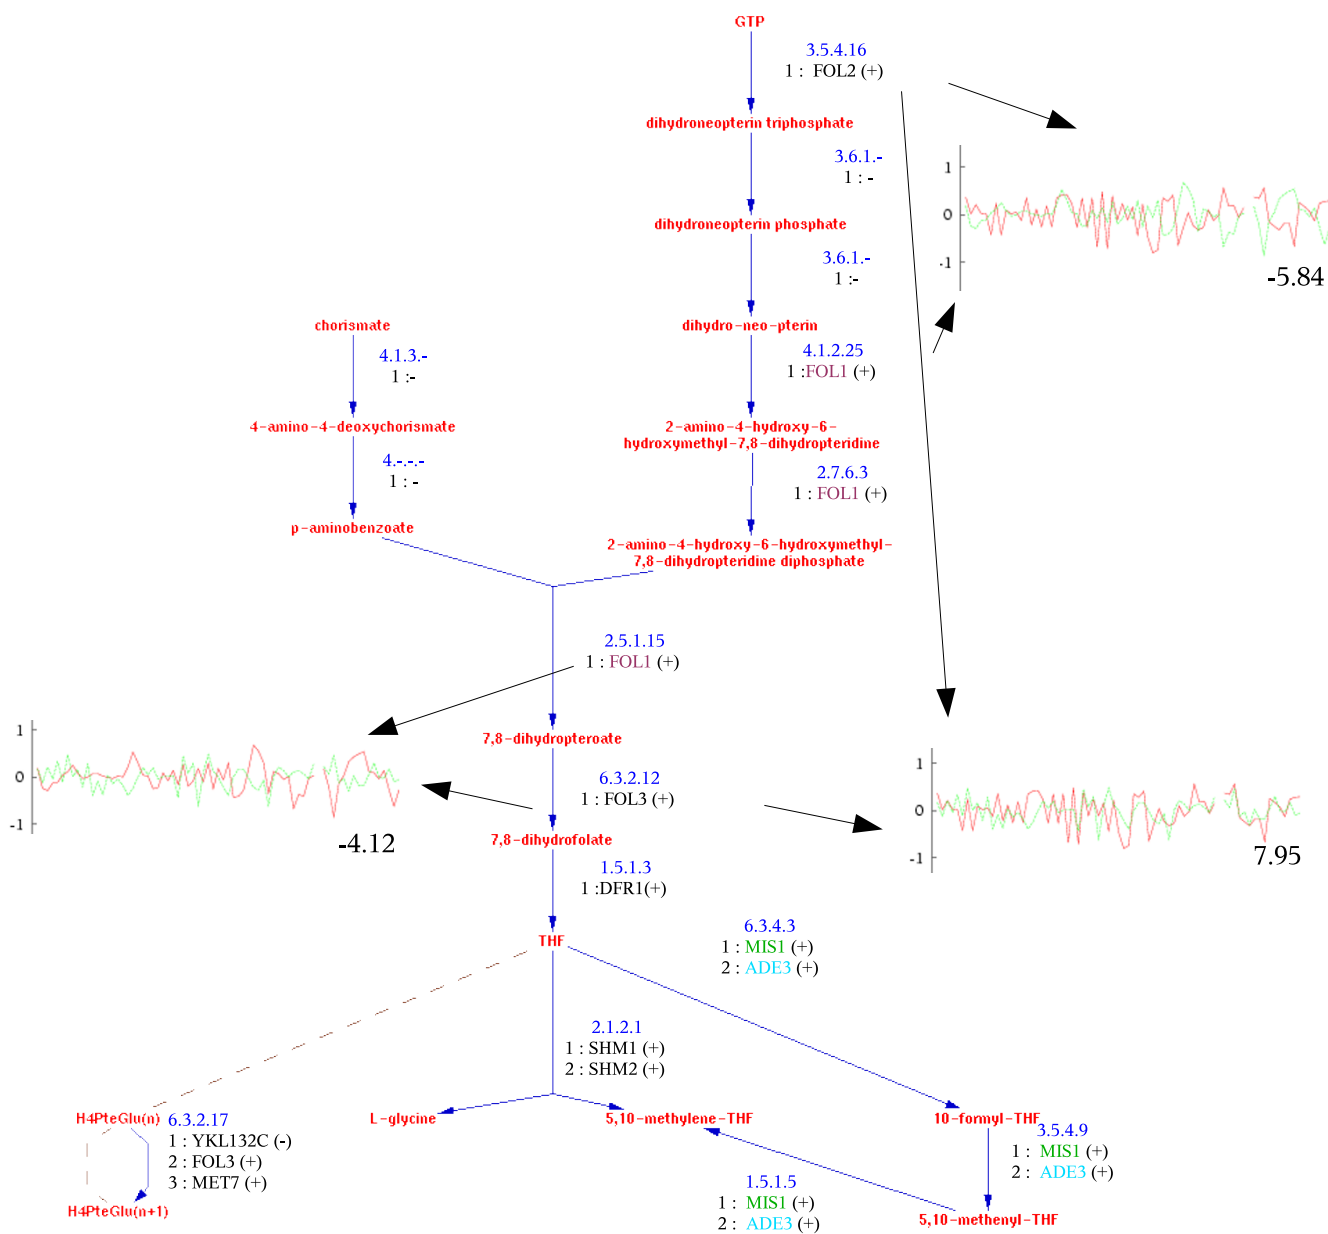 GTP
3.5.4.16
1 : FOL2 (+)
dihydroneopterin triphosphate
3.6.1.-
1 : -
1
0
-1
-5.84
dihydroneopterin phosphate
3.6.1.-
1 :-
chorismate
dihydro-neo-pterin
4.1.3.-
1 :-
4.1.2.25
1 :FOL1 (+)
4-amino-4-deoxychorismate
2-amino-4-hydroxy-6-
hydroxymethyl-7,8-dihydropteridine
4.-.-.-
1 : -
2.7.6.3
1 : FOL1 (+)
p-aminobenzoate
2-amino-4-hydroxy-6-hydroxymethyl-
7,8-dihydropteridine diphosphate
2.5.1.15
1 : FOL1 (+)
1
0
-1
-4.12
7,8-dihydropteroate
6.3.2.12
1 : FOL3 (+)
1
0
-1
7.95
7,8-dihydrofolate
1.5.1.3
1 :DFR1(+)
THF
6.3.4.3
1 : MIS1 (+)
2 : ADE3 (+)
2.1.2.1
1 : SHM1 (+)
2 : SHM2 (+)
H4PteGlu(n)
6.3.2.17
1 : YKL132C (-)
2 : FOL3 (+)
3 : MET7 (+)
L-glycine
5,10-methylene-THF
10-formyl-THF
3.5.4.9
1 : MIS1 (+)
2 : ADE3 (+)
1.5.1.5
1 : MIS1 (+)
2 : ADE3 (+)
H4PteGlu(n+1)
5,10-methenyl-THF